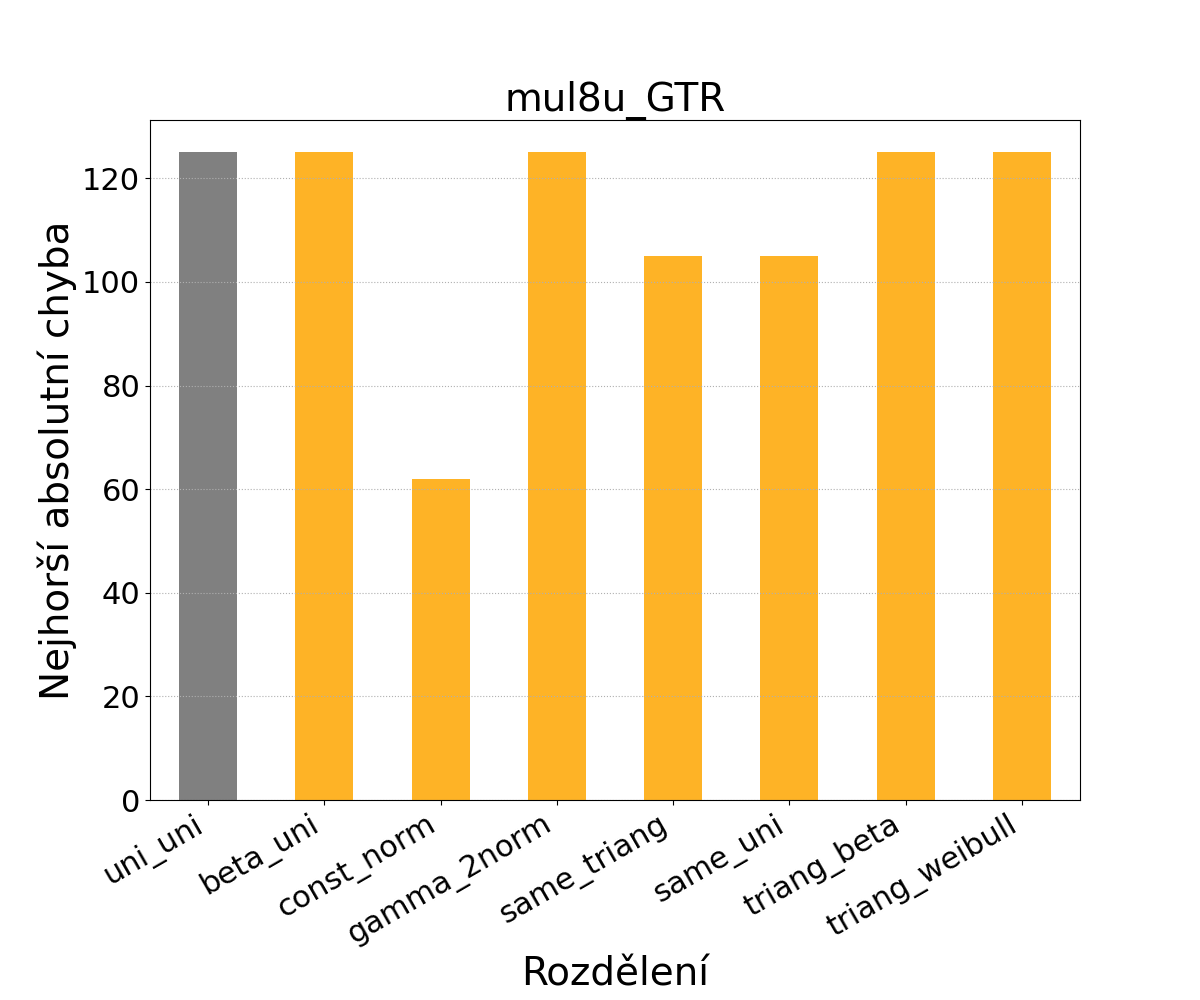 mul8u_GTR
Nejhorší absolutní chyba
120
100
80
60
40
20
0
uni_uni
beta_uni
const_norm
gamma_2norm
same_triang
same_uni
triang_beta
triang_weibull
Rozdělení